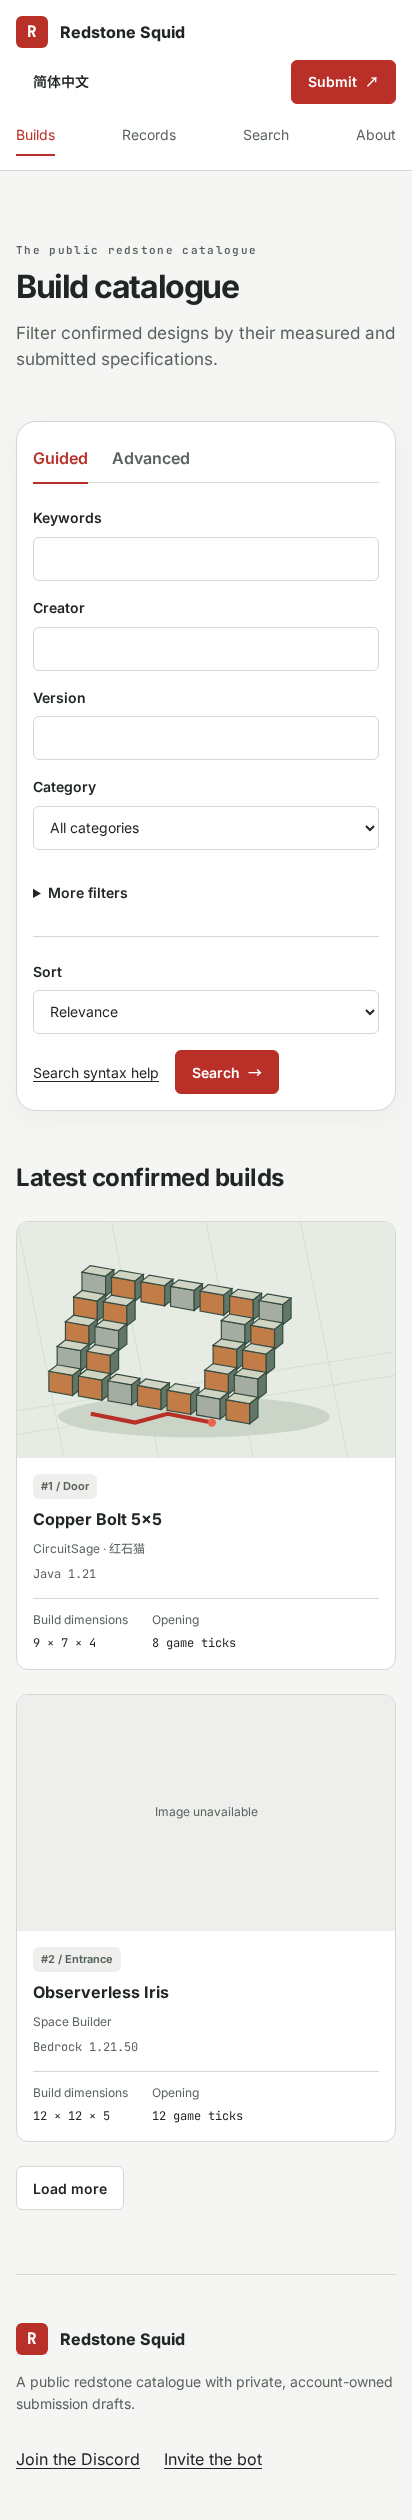 R Redstone Squid
简体中文
Submit ↗
Builds Records Search About
The public redstone catalogue
Build catalogue
Filter confirmed designs by their measured and
submitted specifications.
Guided Advanced
Keywords
Creator
Version
Category
All categories
▶ More filters
Sort
Relevance
Search syntax help Search →
Latest confirmed builds
#1 / Door
Copper Bolt 5×5
CircuitSage · 红石猫
Java 1.21
Build dimensions Opening
9 × 7 × 4 8 game ticks
Image unavailable
#2 / Entrance
Observerless Iris
Space Builder
Bedrock 1.21.50
Build dimensions Opening
12 × 12 × 5 12 game ticks
Load more
R Redstone Squid
A public redstone catalogue with private, account-owned
submission drafts.
Join the Discord Invite the bot